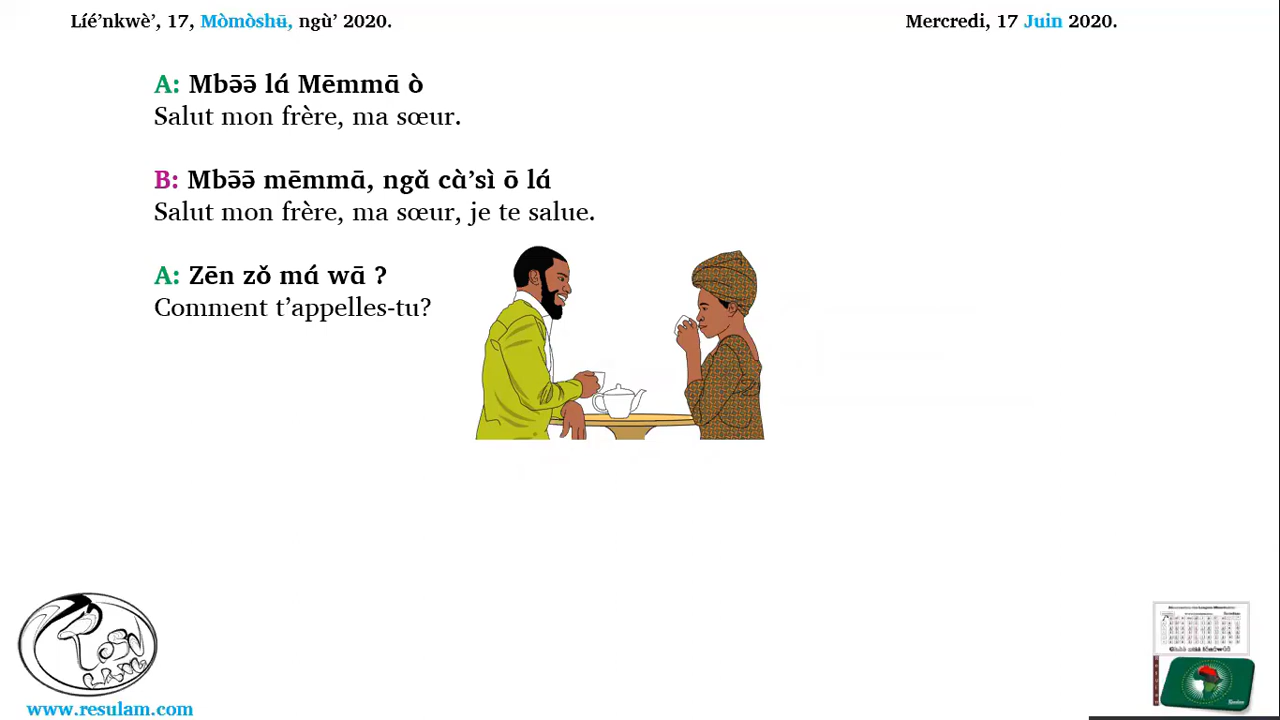 Líé’nkwè’, 17, Mòmòshʉ̄, ngù’ 2020.
Mercredi, 17 Juin 2020.
A: Mbə̄ə̄ lá Mēmmā ò
Salut mon frère, ma sœur.
B: Mbə̄ə̄ mēmmā, ngɑ̌ cà’sì ō lá
Salut mon frère, ma sœur, je te salue.
A: Zēn zǒ má wā ?
Comment t’appelles-tu?
www.resulam.com